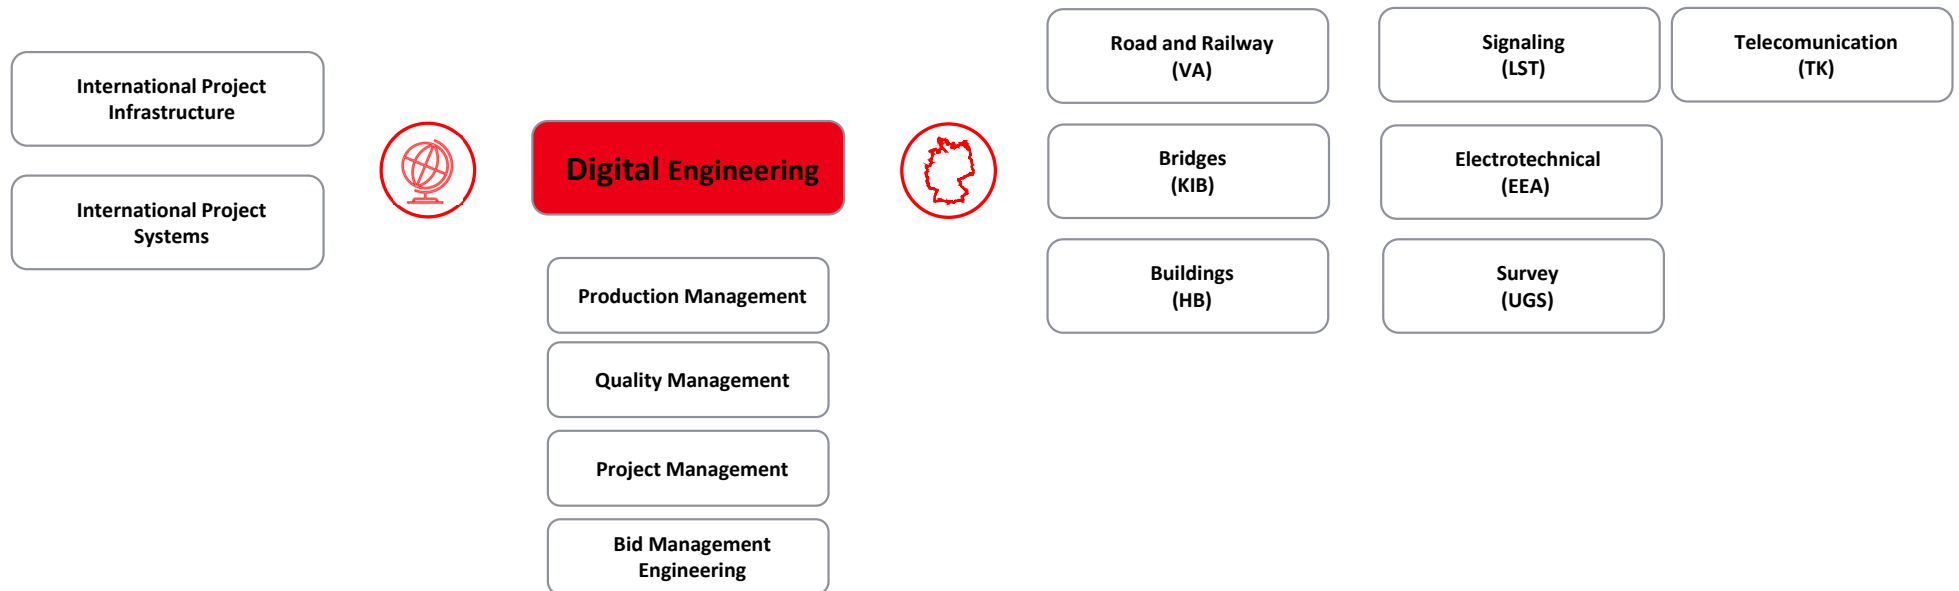 International Project
Infrastructure
International Project
Systems
Digital Engineering
Production Management
Quality Management
Project Management
Bid Management
Engineering
Road and Railway
(VA)
Bridges
(KIB)
Buildings
(HB)
Signaling
(LST)
Electrotechnical
(EEA)
Survey
(UGS)
Telecomunication
(TK)